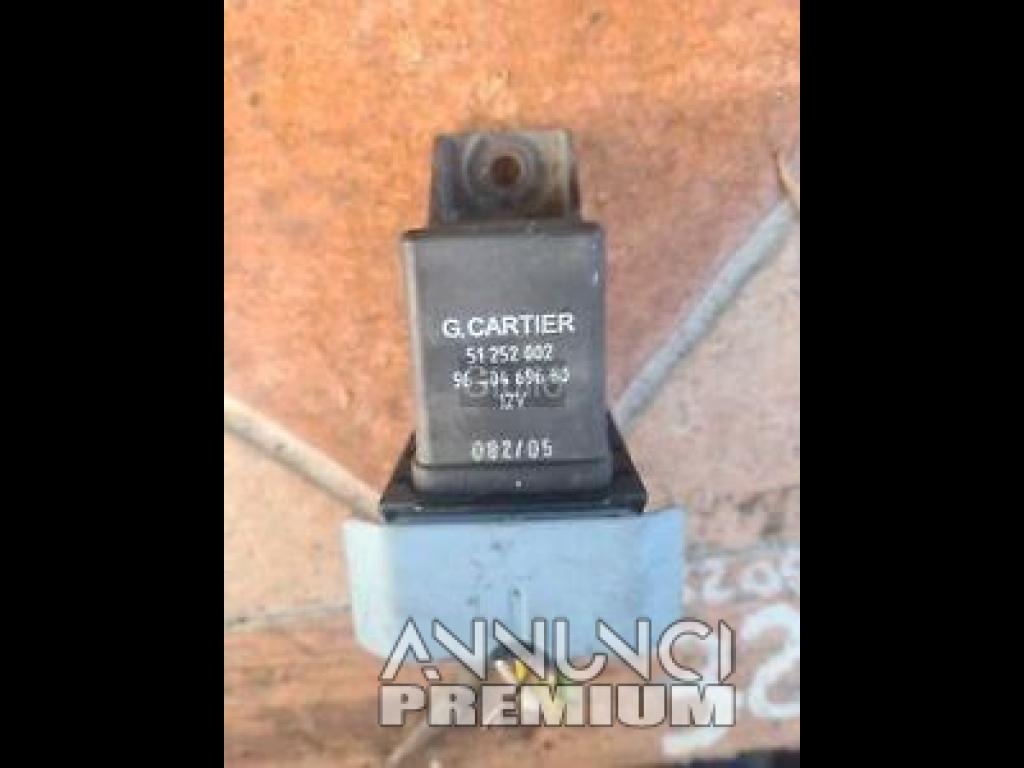 G. CARTIER
51 252 002
12V
082/05
ANNUNCI
PREMIUM